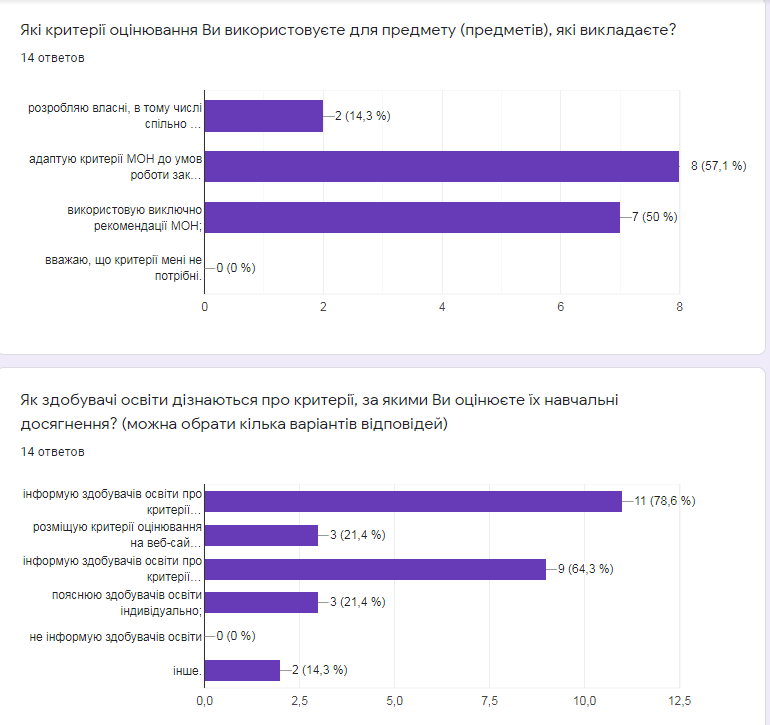 Які критерії оцінювання Ви використовуєте для предмету (предметів), які викладаєте?
14 ответов
розробляю власні, в тому числі
спільно ...
2 (14,3 %)
адаптую критерії МОН до умов
роботи зак...
8 (57,1 %)
використовую виключно
рекомендації МОН;
7 (50 %)
вважаю, що критерії мені не
потрібні.
0 (0 %)
0 2 4 6 8
Як здобувачі освіти дізнаються про критерії, за якими Ви оцінюєте їх навчальні
досягнення? (можна обрати кілька варіантів відповідей)
14 ответов
інформую здобувачів освіти про
критерії...
11 (78,6 %)
розміщую критерії оцінювання
на веб-сай...
3 (21,4 %)
інформую здобувачів освіти про
критерії...
9 (64,3 %)
пояснюю здобувачів освіти
індивідуально;
3 (21,4 %)
не інформую здобувачів освіти
0 (0 %)
інше.
2 (14,3 %)
0,0 2,5 5,0 7,5 10,0 12,5